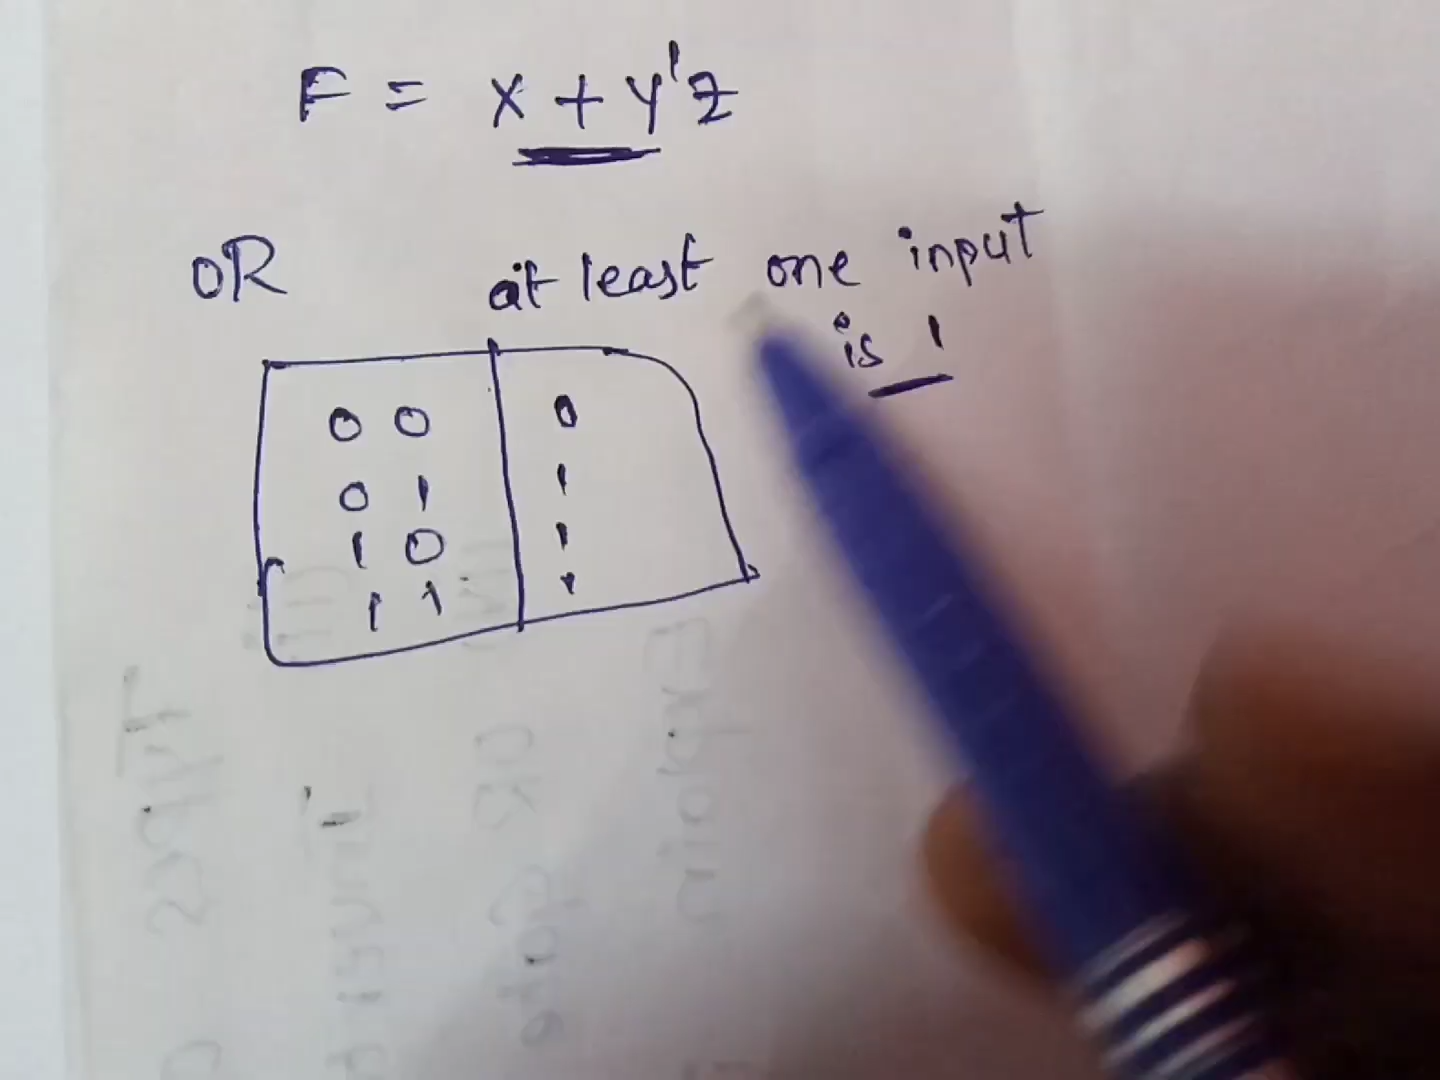 F = x + y'z
OR at least one input
is 1
0 0 0
0 1 1
1 0 1
1 1 1